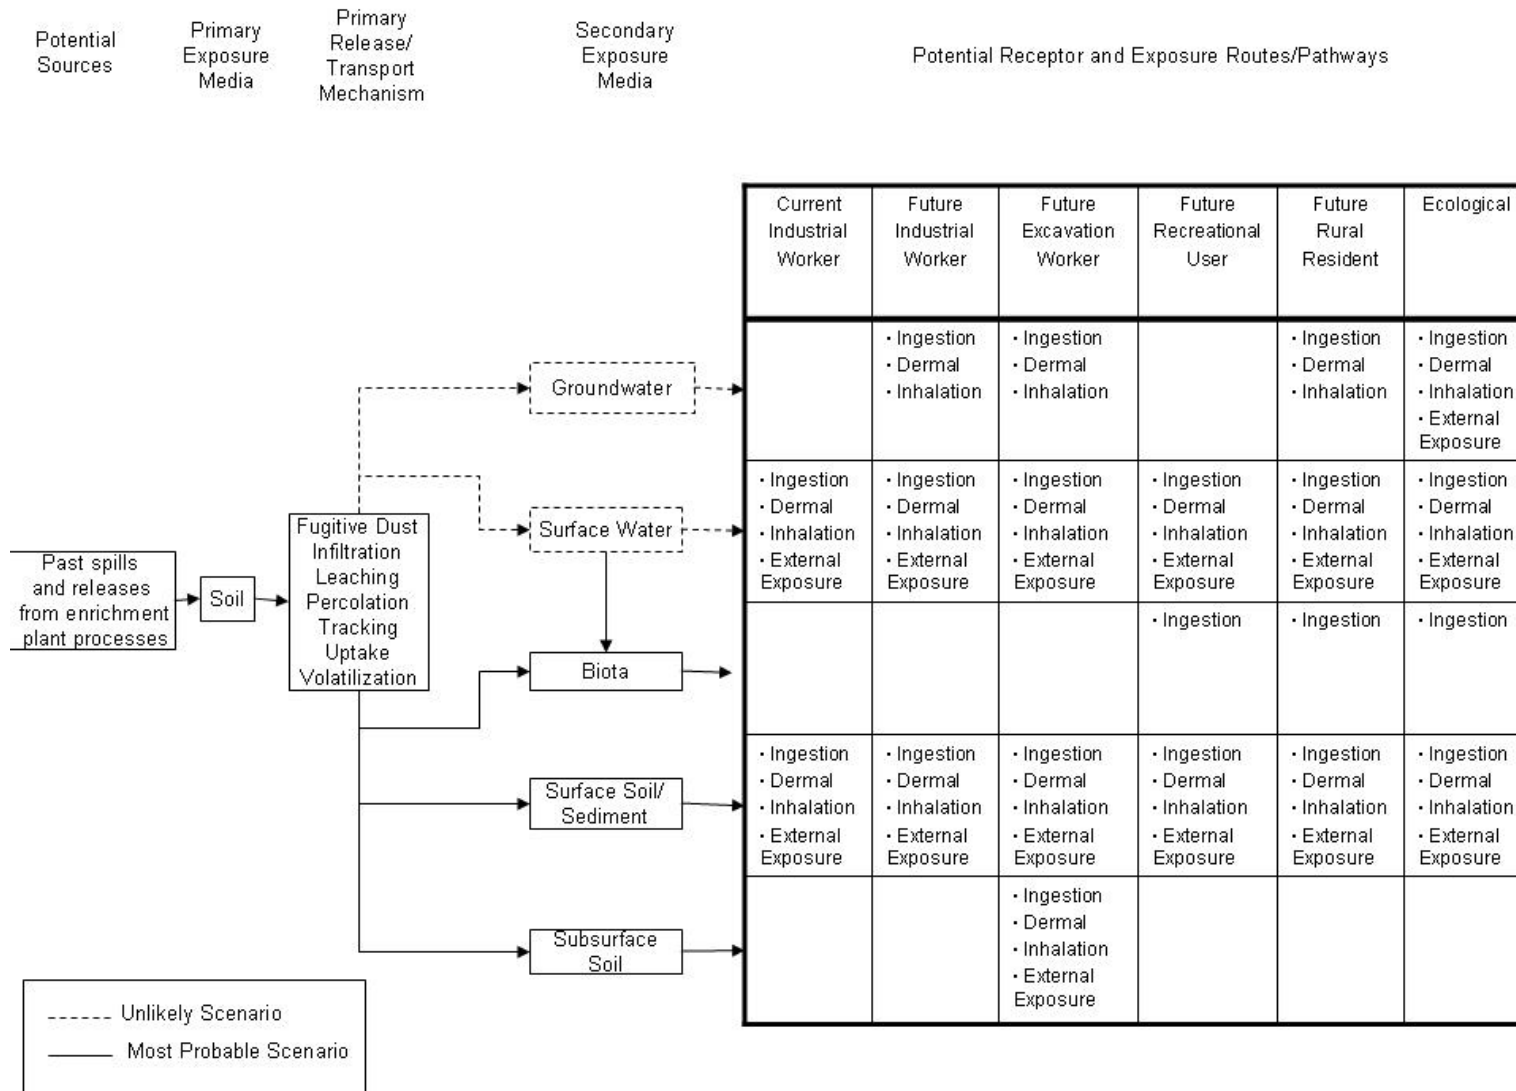 Potential
Sources
Primary
Exposure
Media
Primary
Release/
Transport
Mechanism
Secondary
Exposure
Media
Potential Receptor and Exposure Routes/Pathways
Current
Industrial
Worker
Future
Industrial
Worker
Future
Excavation
Worker
Future
Recreational
User
Future
Rural
Resident
Ecological
Past spills
and releases
from enrichment
plant processes
Soil
Fugitive Dust
Infiltration
Leaching
Percolation
Tracking
Uptake
Volatilization
Groundwater
· Ingestion
· Dermal
· Inhalation
· Ingestion
· Dermal
· Inhalation
· Ingestion
· Dermal
· Inhalation
· Ingestion
· Dermal
· Inhalation
· External
Exposure
Surface Water
· Ingestion
· Dermal
· Inhalation
· External
Exposure
· Ingestion
· Dermal
· Inhalation
· External
Exposure
· Ingestion
· Dermal
· Inhalation
· External
Exposure
· Ingestion
· Dermal
· Inhalation
· External
Exposure
· Ingestion
· Dermal
· Inhalation
· External
Exposure
· Ingestion
· Dermal
· Inhalation
· External
Exposure
Biota
· Ingestion
· Ingestion
· Ingestion
Surface Soil/
Sediment
· Ingestion
· Dermal
· Inhalation
· External
Exposure
· Ingestion
· Dermal
· Inhalation
· External
Exposure
· Ingestion
· Dermal
· Inhalation
· External
Exposure
· Ingestion
· Dermal
· Inhalation
· External
Exposure
· Ingestion
· Dermal
· Inhalation
· External
Exposure
· Ingestion
· Dermal
· Inhalation
· External
Exposure
Subsurface
Soil
· Ingestion
· Dermal
· Inhalation
· External
Exposure
Unlikely Scenario
Most Probable Scenario